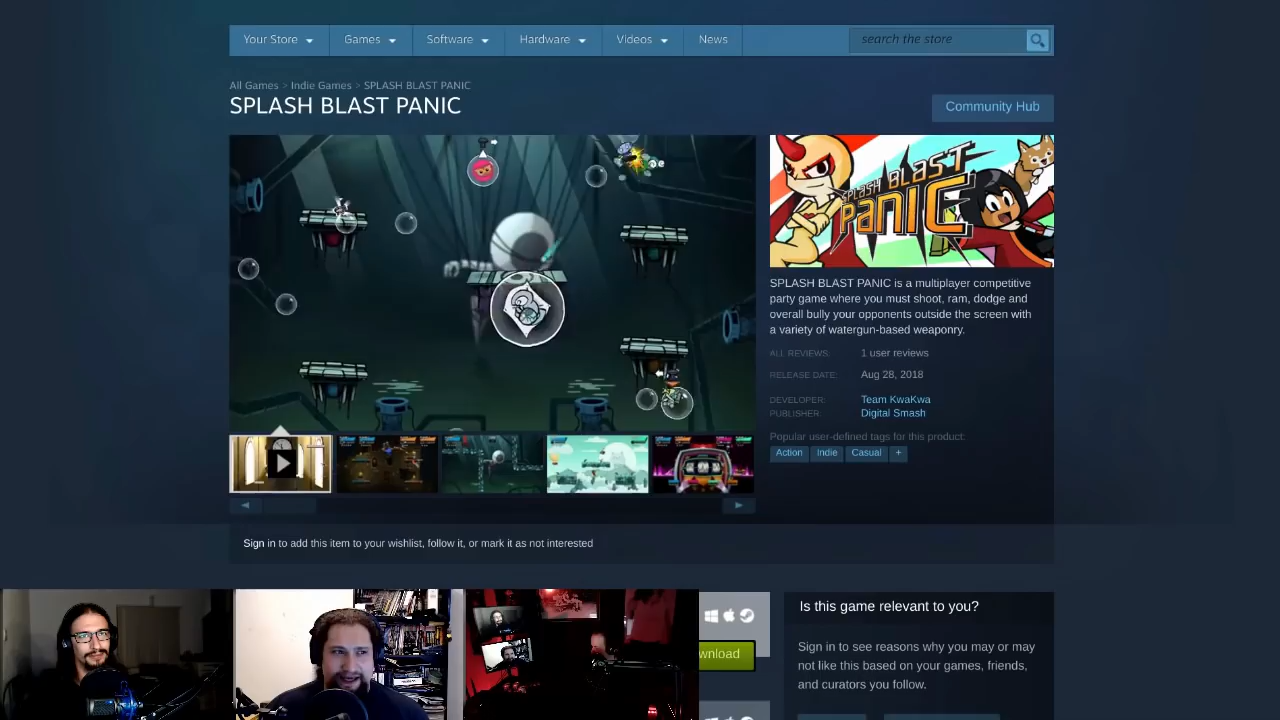 Your Store
Games
Software
Hardware
Videos
News
search the store
All Games > Indie Games > SPLASH BLAST PANIC
SPLASH BLAST PANIC
Community Hub
SPLASH BLAST
PANIC
SPLASH BLAST PANIC is a multiplayer competitive
party game where you must shoot, ram, dodge and
overall bully your opponents outside the screen with
a variety of watergun-based weaponry.
ALL REVIEWS: 1 user reviews
RELEASE DATE: Aug 28, 2018
DEVELOPER: Team KwaKwa
PUBLISHER: Digital Smash
Popular user-defined tags for this product:
Action Indie Casual +
Sign in to add this item to your wishlist, follow it, or mark it as not interested
wnload
Is this game relevant to you?
Sign in to see reasons why you may or may
not like this based on your games, friends,
and curators you follow.